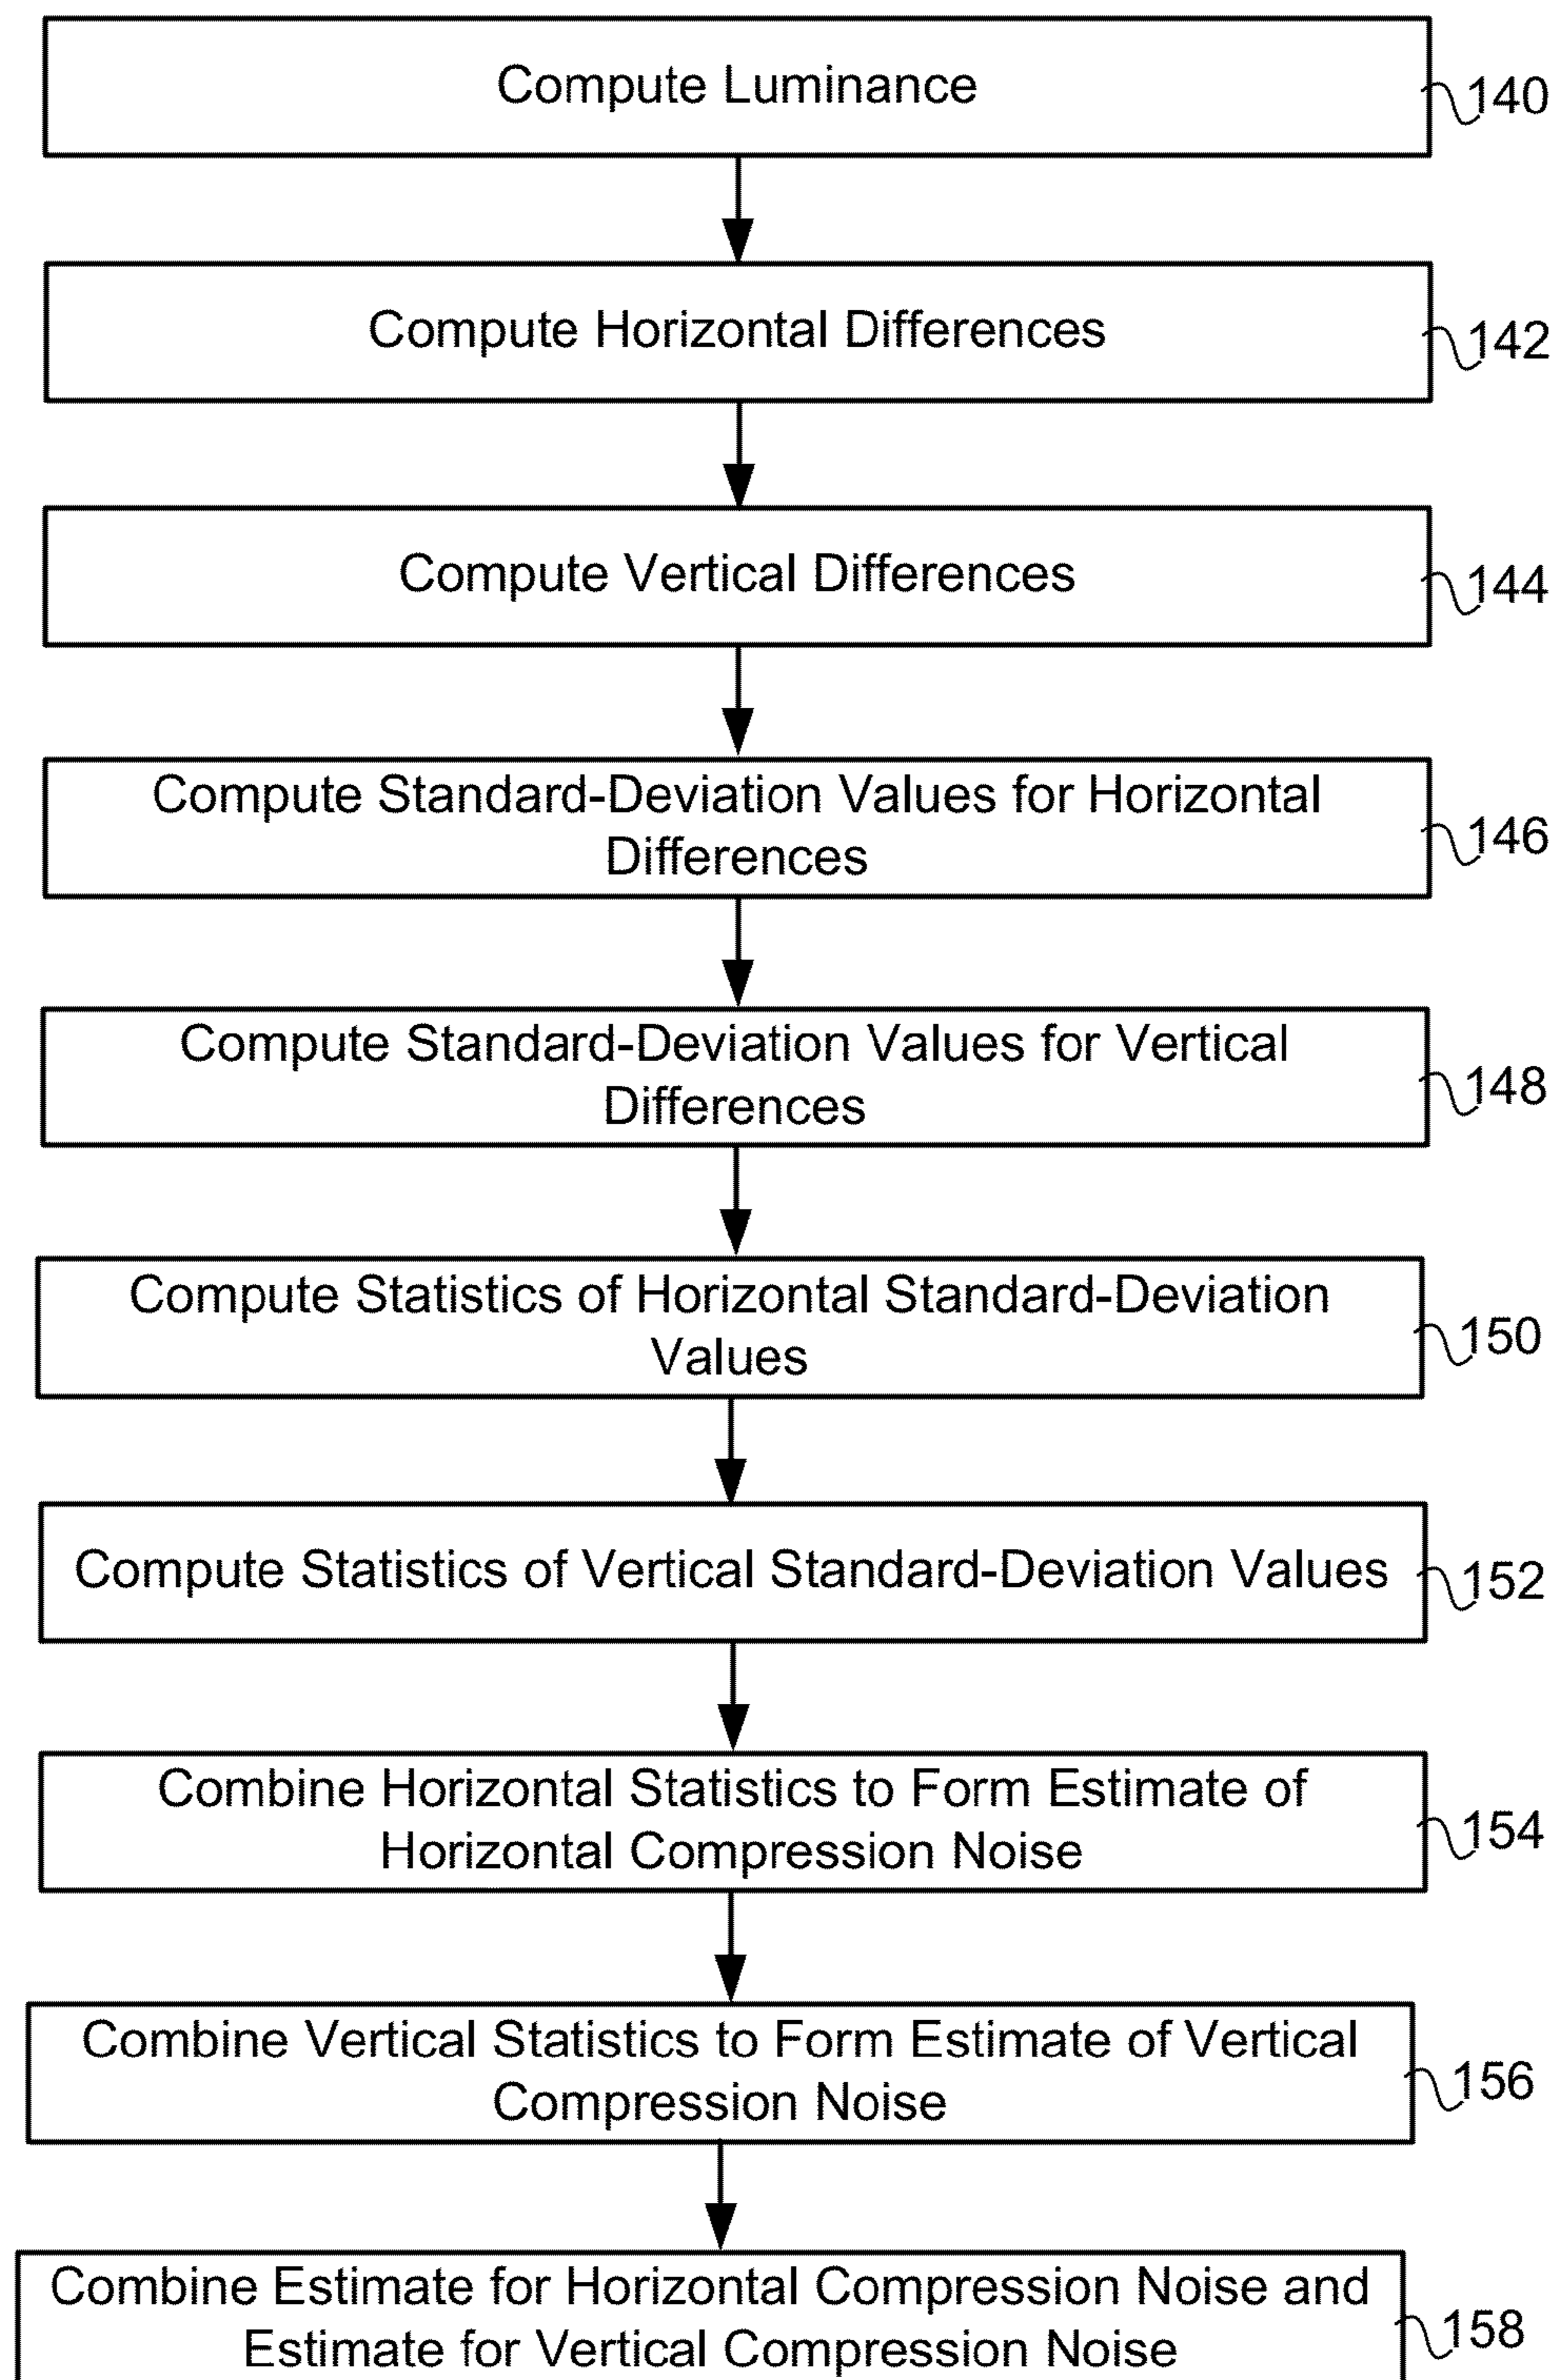 Compute Luminance
140
Compute Horizontal Differences
142
Compute Vertical Differences
144
Compute Standard-Deviation Values for Horizontal
Differences
146
Compute Standard-Deviation Values for Vertical
Differences
148
Compute Statistics of Horizontal Standard-Deviation
Values
150
Compute Statistics of Vertical Standard-Deviation Values
152
Combine Horizontal Statistics to Form Estimate of
Horizontal Compression Noise
154
Combine Vertical Statistics to Form Estimate of Vertical
Compression Noise
156
Combine Estimate for Horizontal Compression Noise and
Estimate for Vertical Compression Noise
158